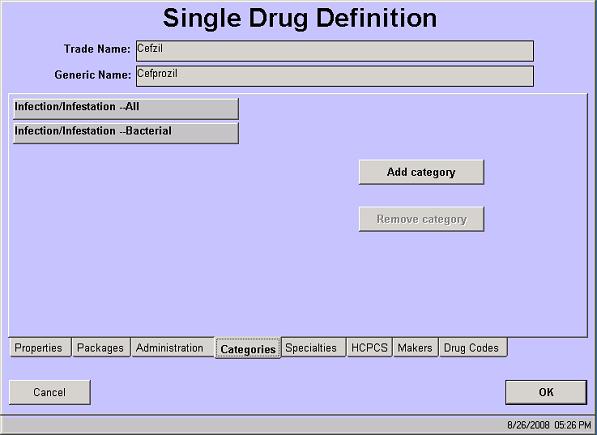 Single Drug Definition
Trade Name: Cefzil
Generic Name: Cefprozil
Infection/Infestation --All
Infection/Infestation --Bacterial
Add category
Remove category
Properties Packages Administration Categories Specialties HCPCS Makers Drug Codes
Cancel OK
8/26/2008 05:26 PM